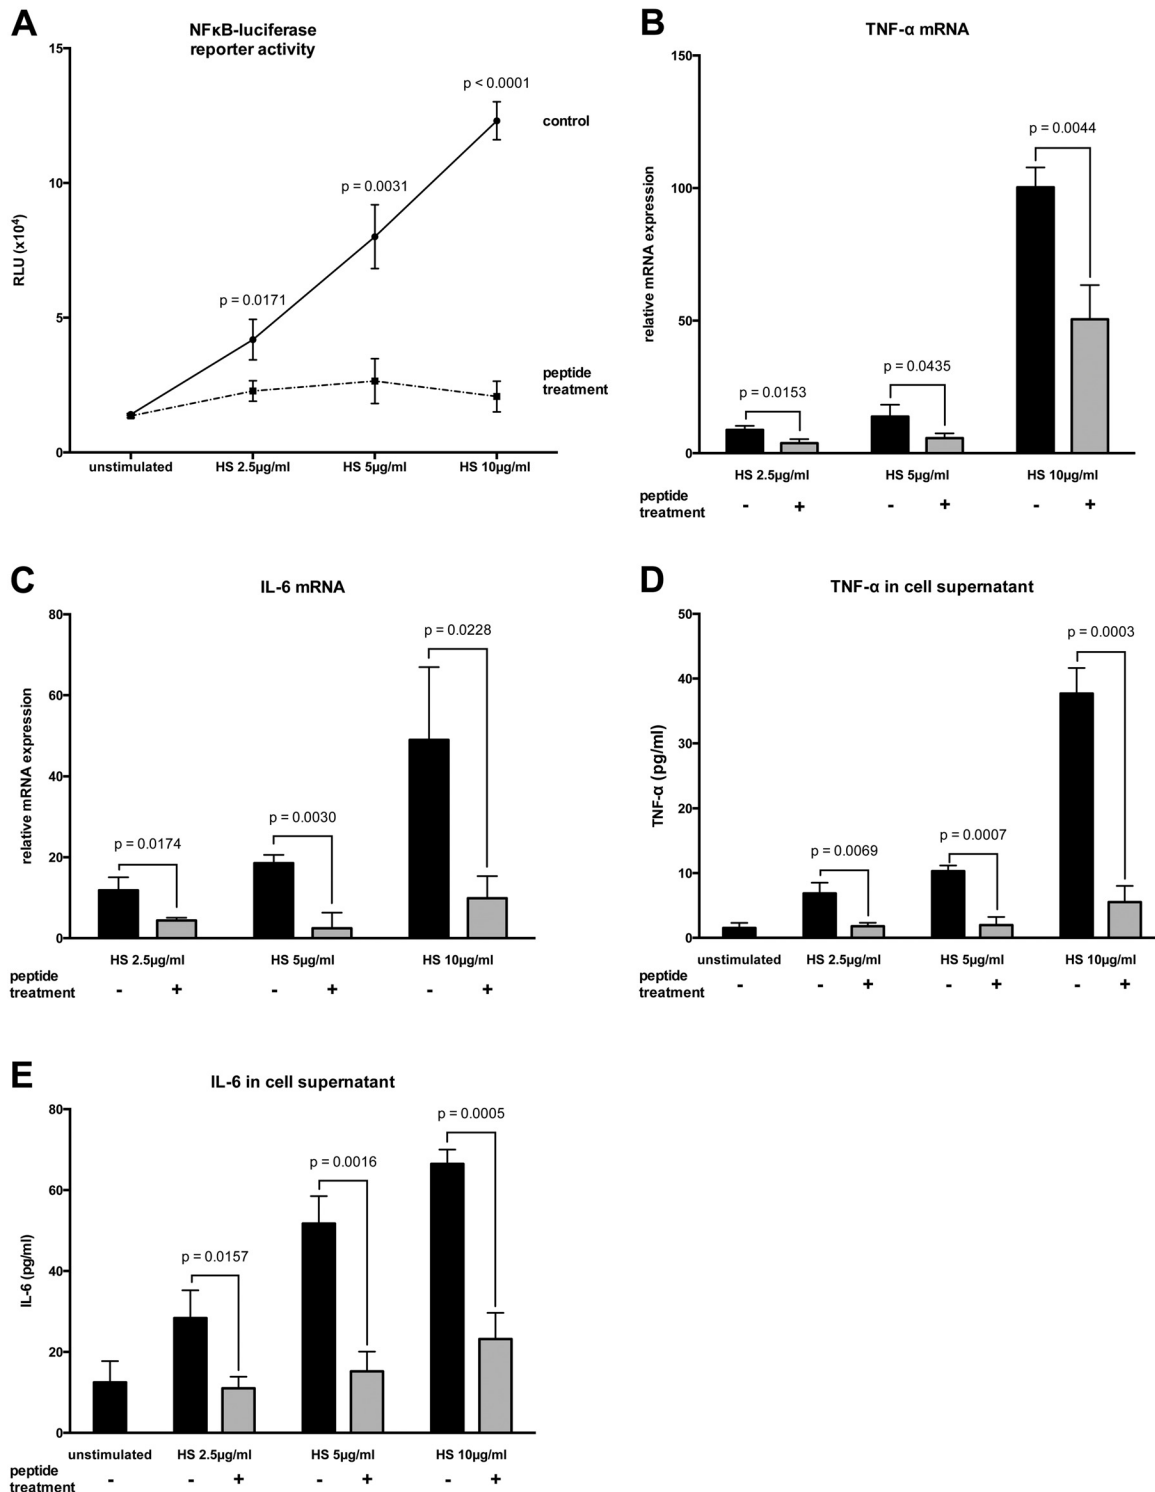 A
NFκB-luciferase
reporter activity
15
10
5
0
RLU (x10⁴)
p = 0.0171
p = 0.0031
p < 0.0001
control
peptide
treatment
unstimulated HS 2.5µg/ml HS 5µg/ml HS 10µg/ml
B
TNF-α mRNA
150
100
50
0
relative mRNA expression
p = 0.0153
p = 0.0435
p = 0.0044
HS 2.5µg/ml HS 5µg/ml HS 10µg/ml
peptide
treatment - + - + - +
C
IL-6 mRNA
80
60
40
20
0
relative mRNA expression
p = 0.0174
p = 0.0030
p = 0.0228
HS 2.5µg/ml HS 5µg/ml HS 10µg/ml
peptide
treatment - + - + - +
D
TNF-α in cell supernatant
50
40
30
20
10
0
TNF-α (pg/ml)
p = 0.0069
p = 0.0007
p = 0.0003
unstimulated HS 2.5µg/ml HS 5µg/ml HS 10µg/ml
peptide
treatment - - + - + - +
E
IL-6 in cell supernatant
80
60
40
20
0
IL-6 (pg/ml)
p = 0.0157
p = 0.0016
p = 0.0005
unstimulated HS 2.5µg/ml HS 5µg/ml HS 10µg/ml
peptide
treatment - - + - + - +